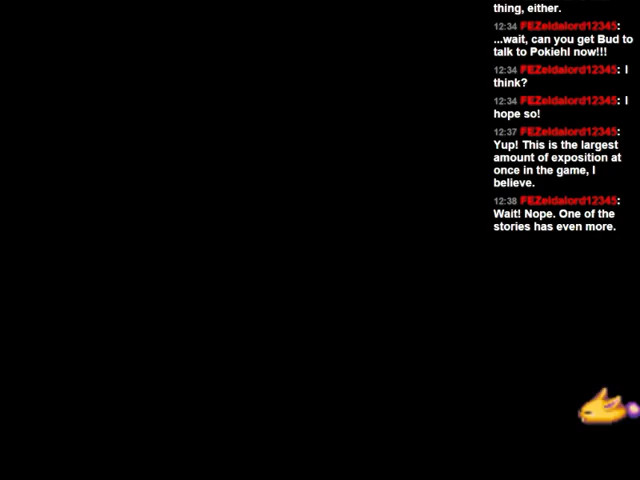 thing, either.
12:34 FEZeldalord12345:
...wait, can you get Bud to
talk to Pokiehl now!!!
12:34 FEZeldalord12345: I
think?
12:34 FEZeldalord12345: I
hope so!
12:37 FEZeldalord12345:
Yup! This is the largest
amount of exposition at
once in the game, I
believe.
12:38 FEZeldalord12345:
Wait! Nope. One of the
stories has even more.